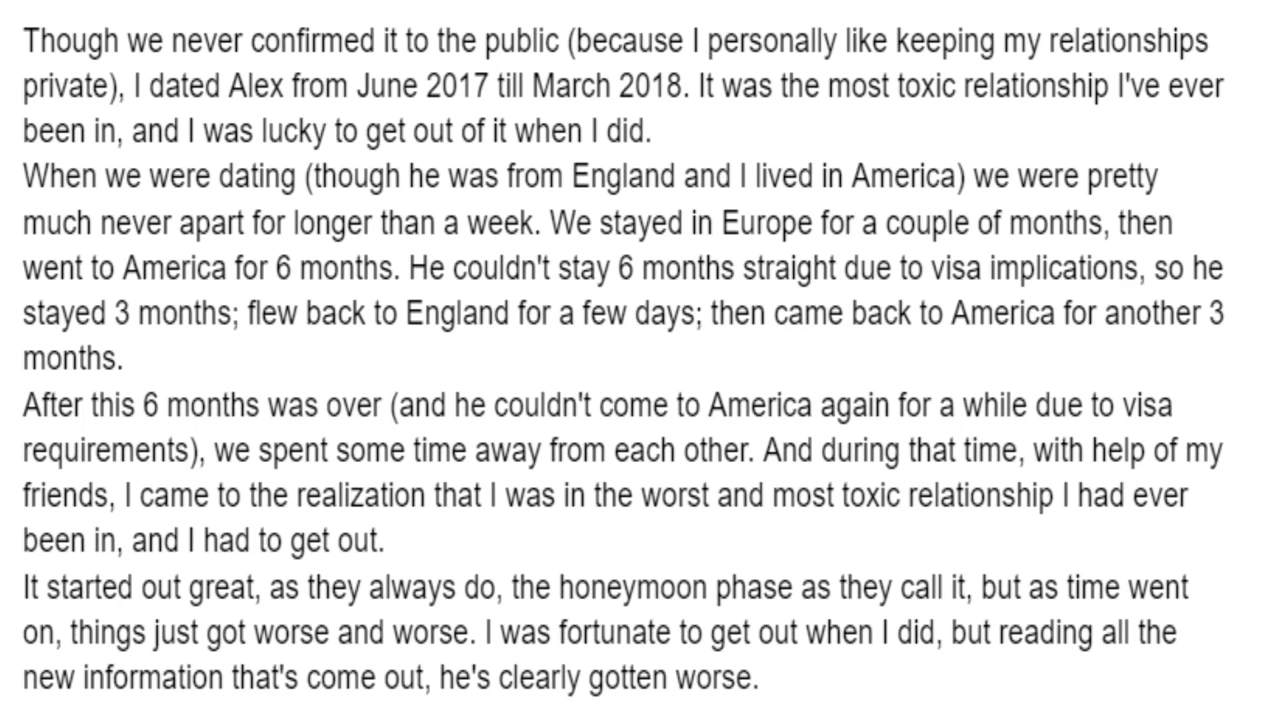 Though we never confirmed it to the public (because I personally like keeping my relationships
private), I dated Alex from June 2017 till March 2018. It was the most toxic relationship I've ever
been in, and I was lucky to get out of it when I did.
When we were dating (though he was from England and I lived in America) we were pretty
much never apart for longer than a week. We stayed in Europe for a couple of months, then
went to America for 6 months. He couldn't stay 6 months straight due to visa implications, so he
stayed 3 months; flew back to England for a few days; then came back to America for another 3
months.
After this 6 months was over (and he couldn't come to America again for a while due to visa
requirements), we spent some time away from each other. And during that time, with help of my
friends, I came to the realization that I was in the worst and most toxic relationship I had ever
been in, and I had to get out.
It started out great, as they always do, the honeymoon phase as they call it, but as time went
on, things just got worse and worse. I was fortunate to get out when I did, but reading all the
new information that's come out, he's clearly gotten worse.